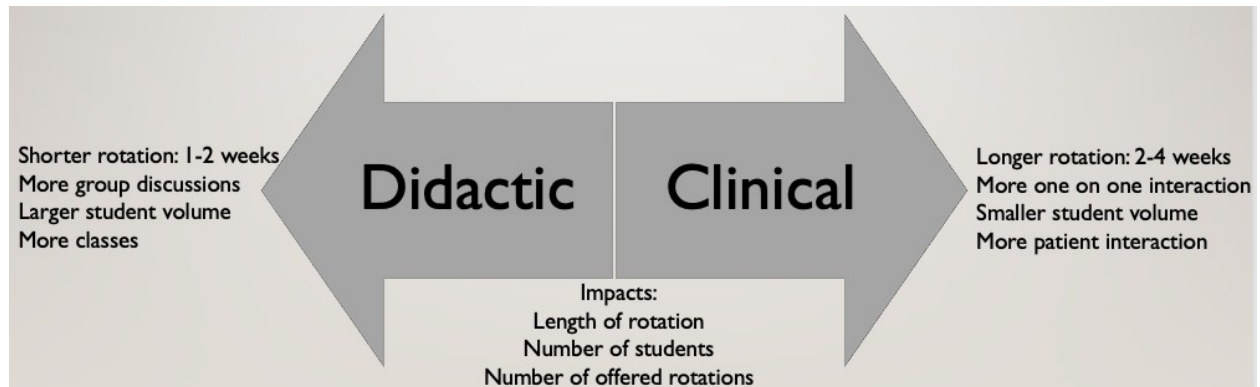 Shorter rotation: 1-2 weeks
More group discussions
Larger student volume
More classes
Didactic
Clinical
Longer rotation: 2-4 weeks
More one on one interaction
Smaller student volume
More patient interaction
Impacts:
Length of rotation
Number of students
Number of offered rotations